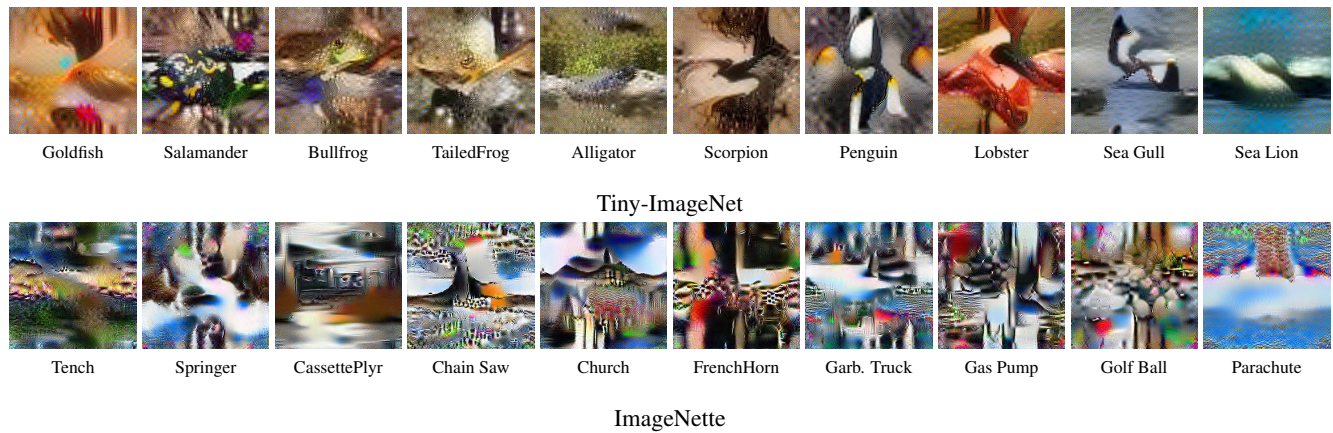 Goldfish Salamander Bullfrog TailedFrog Alligator Scorpion Penguin Lobster Sea Gull Sea Lion
Tiny-ImageNet
Tench Springer CassettePlyr Chain Saw Church FrenchHorn Garb. Truck Gas Pump Golf Ball Parachute
ImageNette